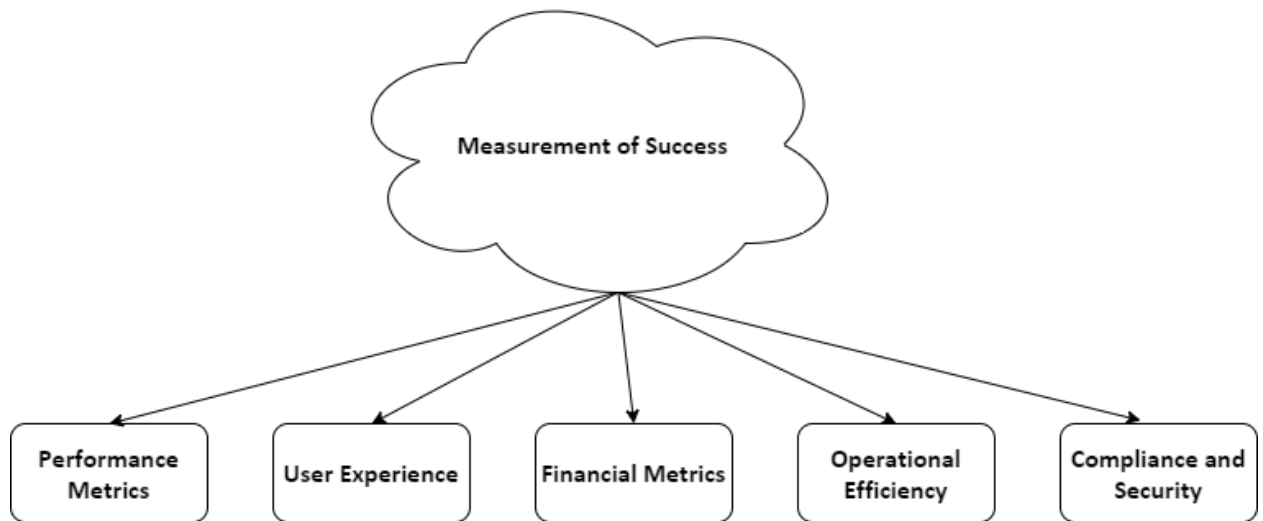 Measurement of Success
Performance
Metrics
User Experience
Financial Metrics
Operational
Efficiency
Compliance and
Security